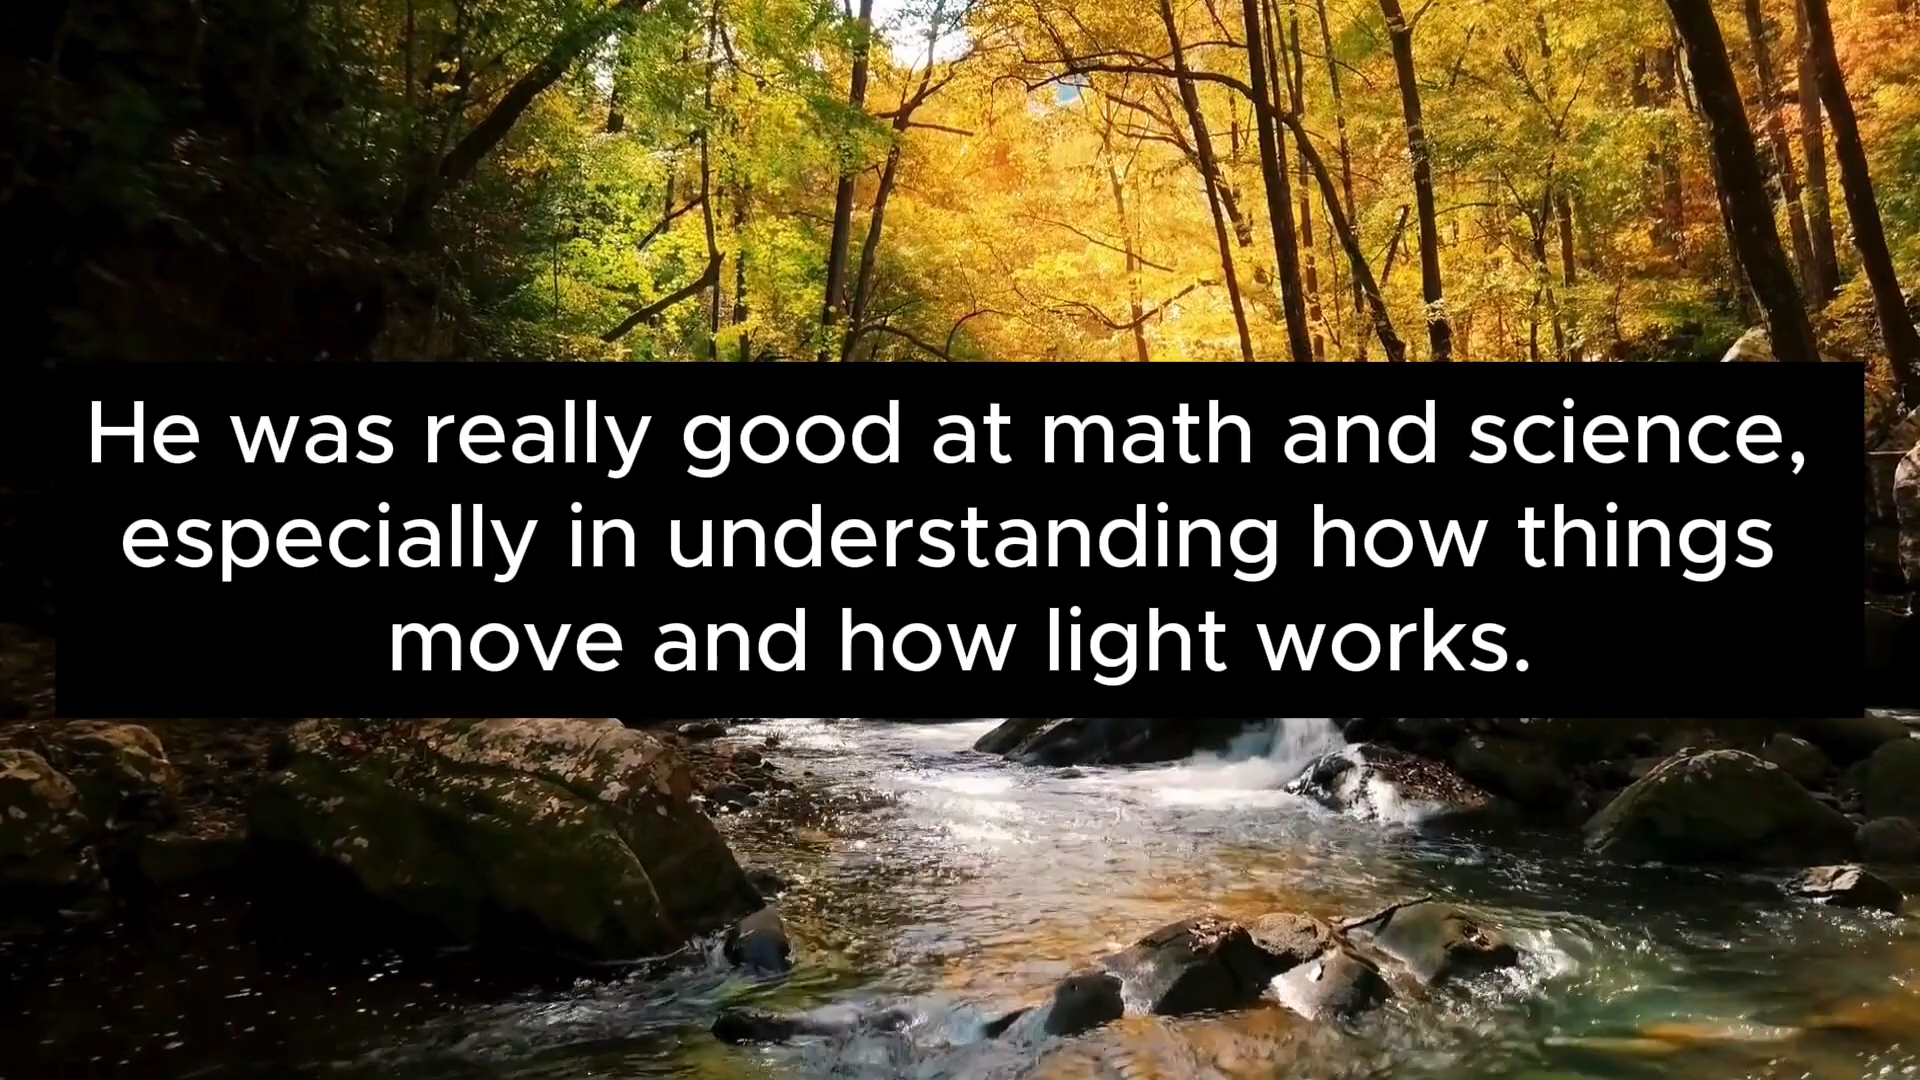 He was really good at math and science,
especially in understanding how things
move and how light works.